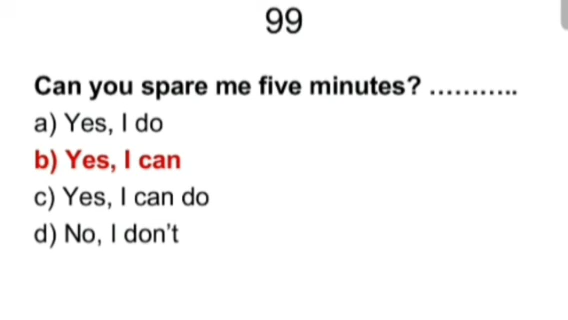 99
Can you spare me five minutes? ...........
a) Yes, I do
b) Yes, I can
c) Yes, I can do
d) No, I don't